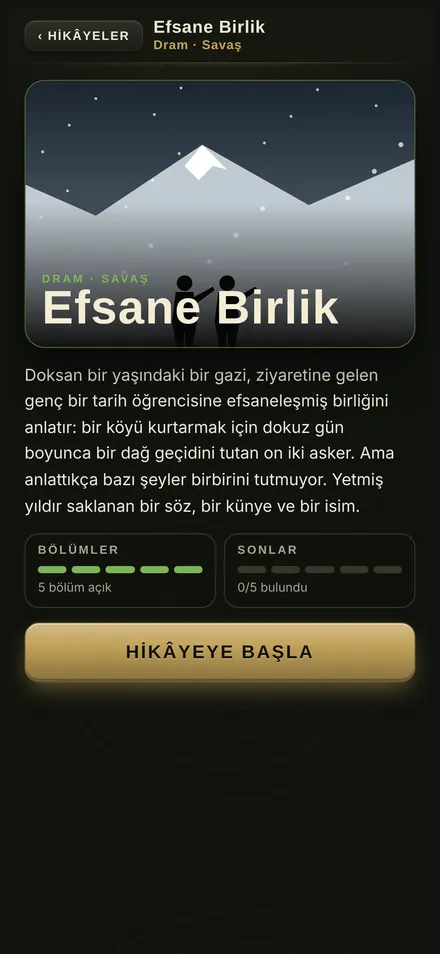 ‹ HİKÂYELER
Efsane Birlik
Dram · Savaş
DRAM · SAVAŞ
Efsane Birlik
Doksan bir yaşındaki bir gazi, ziyaretine gelen
genç bir tarih öğrencisine efsaneleşmiş birliğini
anlatır: bir köyü kurtarmak için dokuz gün
boyunca bir dağ geçidini tutan on iki asker. Ama
anlattıkça bazı şeyler birbirini tutmuyor. Yetmiş
yıldır saklanan bir söz, bir künye ve bir isim.
BÖLÜMLER
5 bölüm açık
SONLAR
0/5 bulundu
HİKÂYEYE BAŞLA